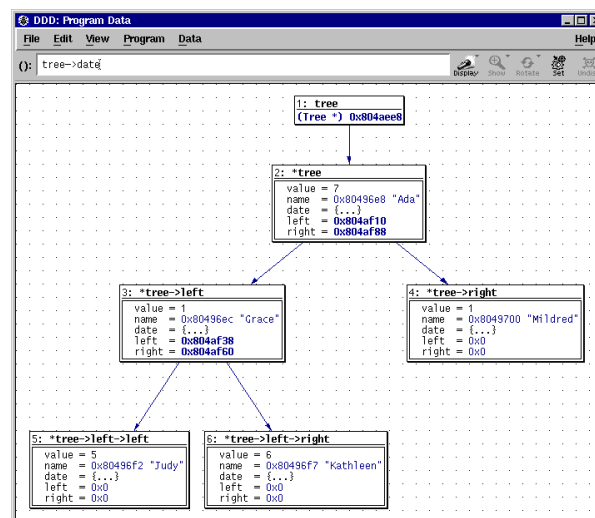 DDD: Program Data
File Edit View Program Data Help
(): tree->date
Display Show Rotate Set Undisp
1: tree
(Tree *) 0x804aee8
2: *tree
value = 7
name = 0x80496e8 "Ada"
date = {...}
left = 0x804af10
right = 0x804af88
3: *tree->left
value = 1
name = 0x80496ec "Grace"
date = {...}
left = 0x804af38
right = 0x804af60
4: *tree->right
value = 1
name = 0x8049700 "Mildred"
date = {...}
left = 0x0
right = 0x0
5: *tree->left->left
value = 5
name = 0x80496f2 "Judy"
date = {...}
left = 0x0
right = 0x0
6: *tree->left->right
value = 6
name = 0x80496f7 "Kathleen"
date = {...}
left = 0x0
right = 0x0